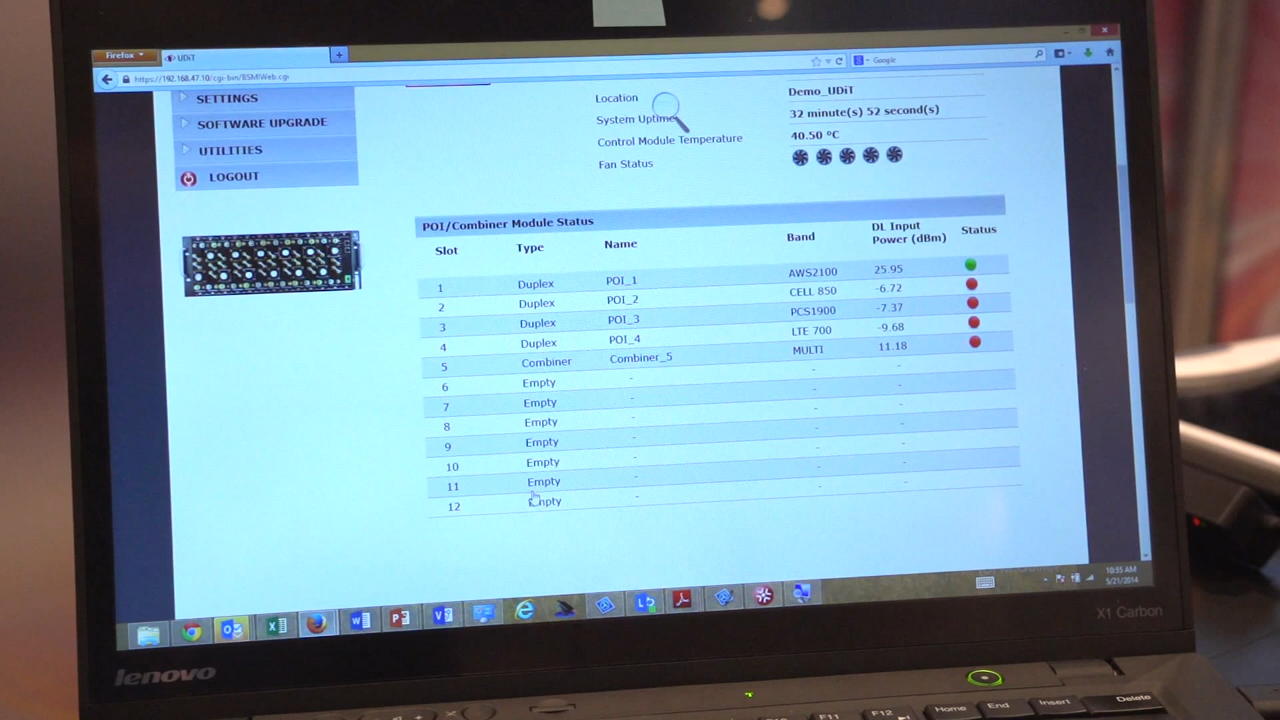 Firefox
UDiT
https://192.168.47.10/cgi-bin/BSMIWeb.cgi
Google
SETTINGS
SOFTWARE UPGRADE
UTILITIES
LOGOUT
Location Demo_UDiT
System Uptime 32 minute(s) 52 second(s)
Control Module Temperature 40.50 °C
Fan Status
POI/Combiner Module Status
Slot Type Name Band DL Input Power (dBm) Status
1 Duplex POI_1 AWS2100 25.95
2 Duplex POI_2 CELL 850 -6.72
3 Duplex POI_3 PCS1900 -7.37
4 Duplex POI_4 LTE 700 -9.68
5 Combiner Combiner_5 MULTI 11.18
6 Empty - - -
7 Empty - - -
8 Empty - - -
9 Empty - - -
10 Empty - - -
11 Empty - - -
12 Empty - - -
10:55 AM
5/21/2014
lenovo
X1 Carbon
F11 F12 Home End Insert Delete